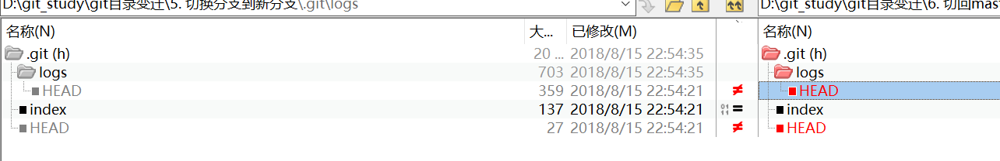 D:\git_study\git目录变迁\5. 切换分支到新分支\.git\logs D:\git_study\git目录变迁\6. 切回mas
名称(N) 大... 已修改(M) 名称(N)
.git (h) 20 ... 2018/8/15 22:54:35 .git (h)
logs 703 2018/8/15 22:54:35 logs
HEAD 359 2018/8/15 22:54:21 ≠ HEAD
index 137 2018/8/15 22:54:21 = index
HEAD 27 2018/8/15 22:54:21 ≠ HEAD